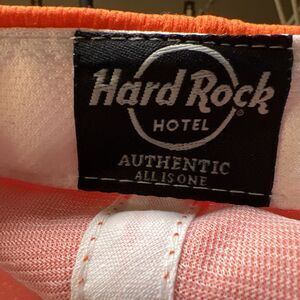 Hard Rock®
HOTEL
AUTHENTIC
ALL IS ONE